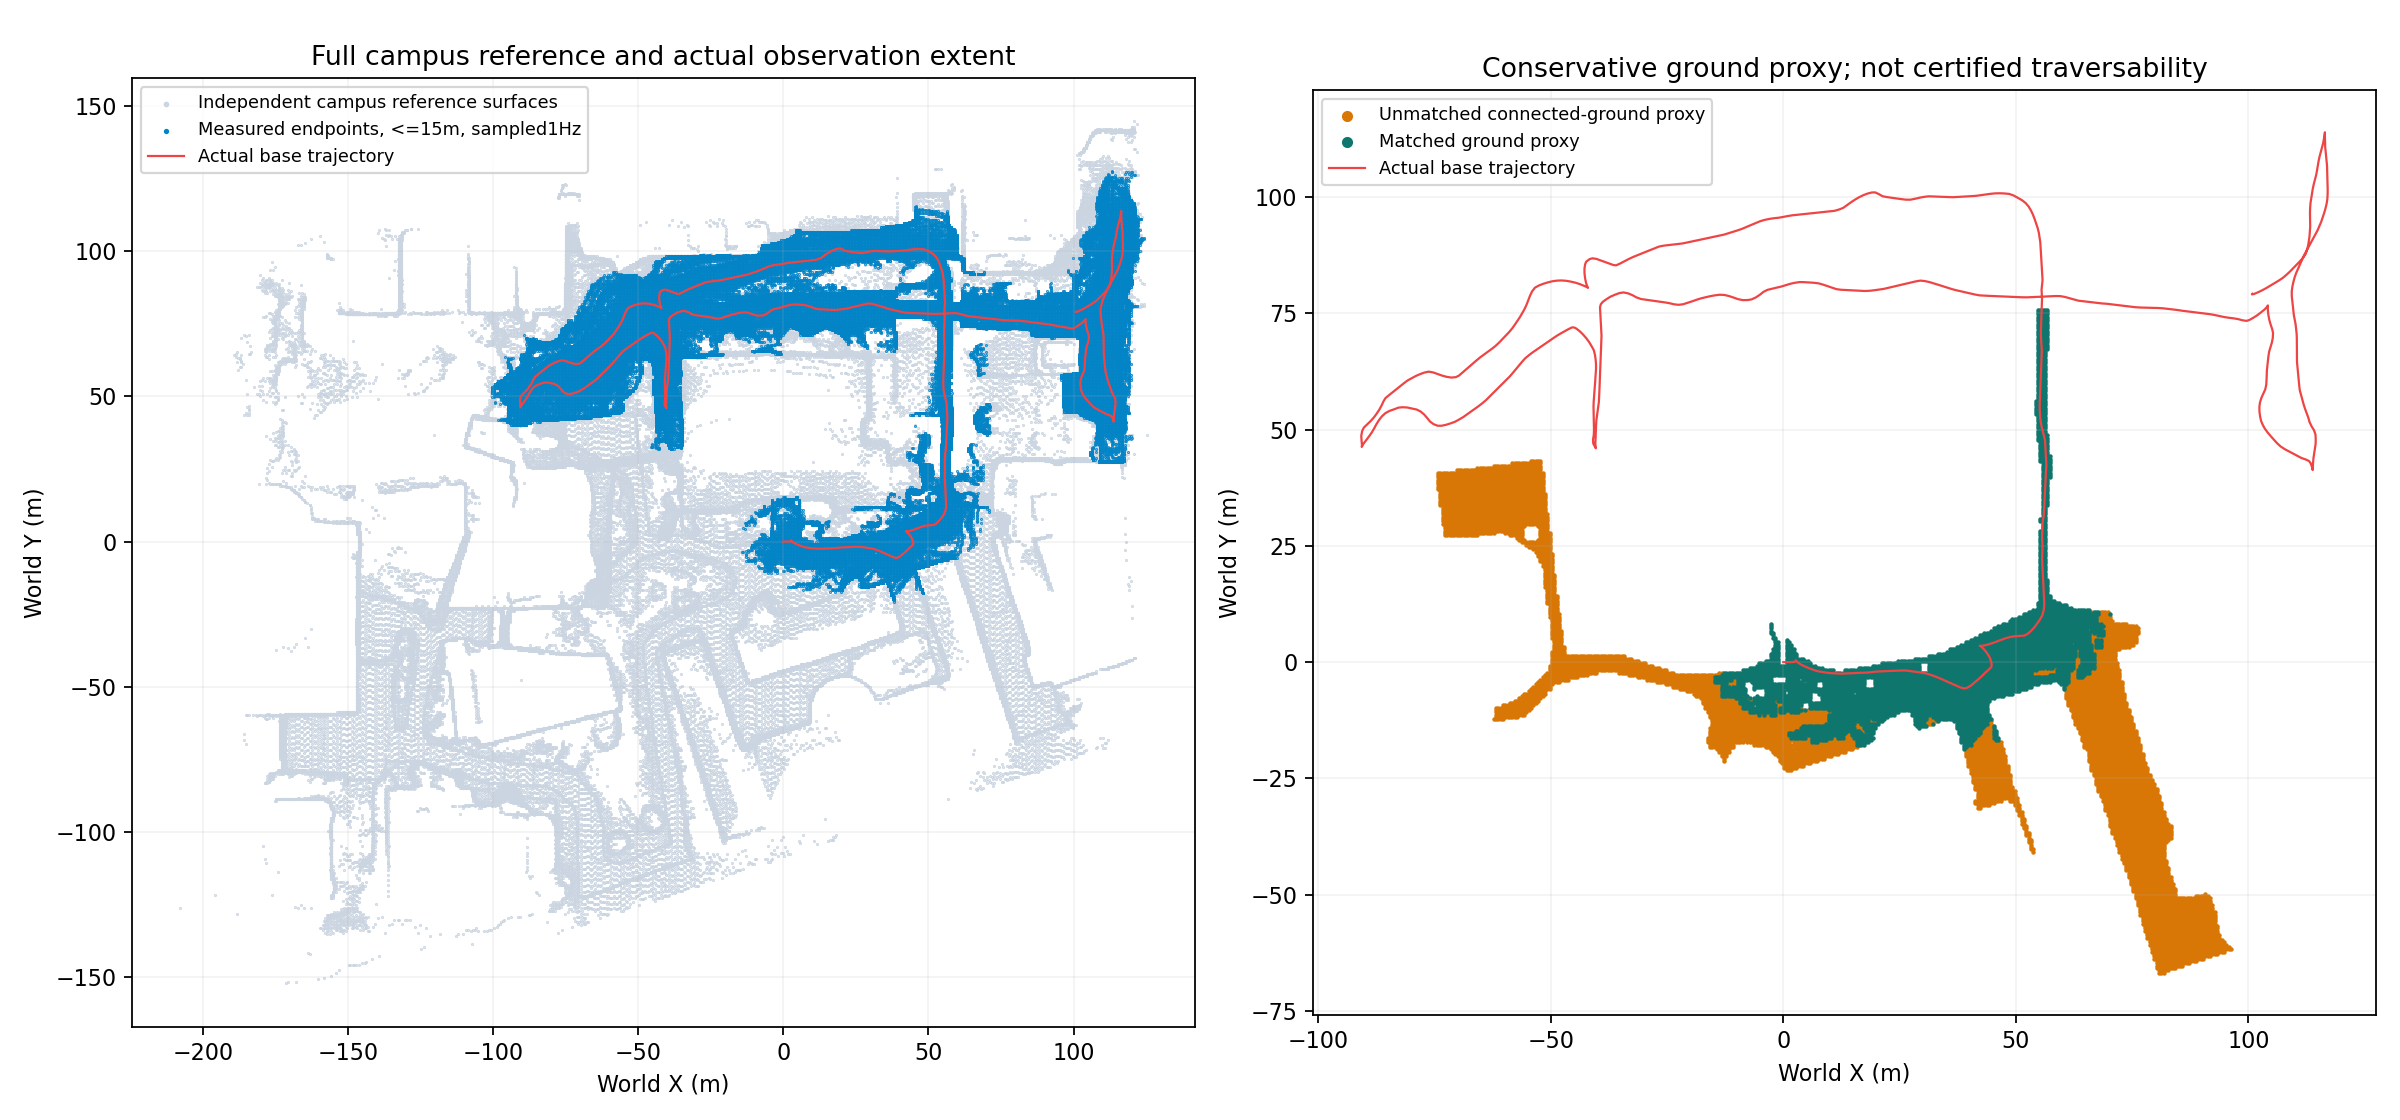 Full campus reference and actual observation extent
Independent campus reference surfaces
Measured endpoints, <=15m, sampled1Hz
Actual base trajectory
150
100
50
0
−50
−100
−150
World Y (m)
−200
−150
−100
−50
0
50
100
World X (m)
Conservative ground proxy; not certified traversability
Unmatched connected-ground proxy
Matched ground proxy
Actual base trajectory
100
75
50
25
0
−25
−50
−75
World Y (m)
−100
−50
0
50
100
World X (m)